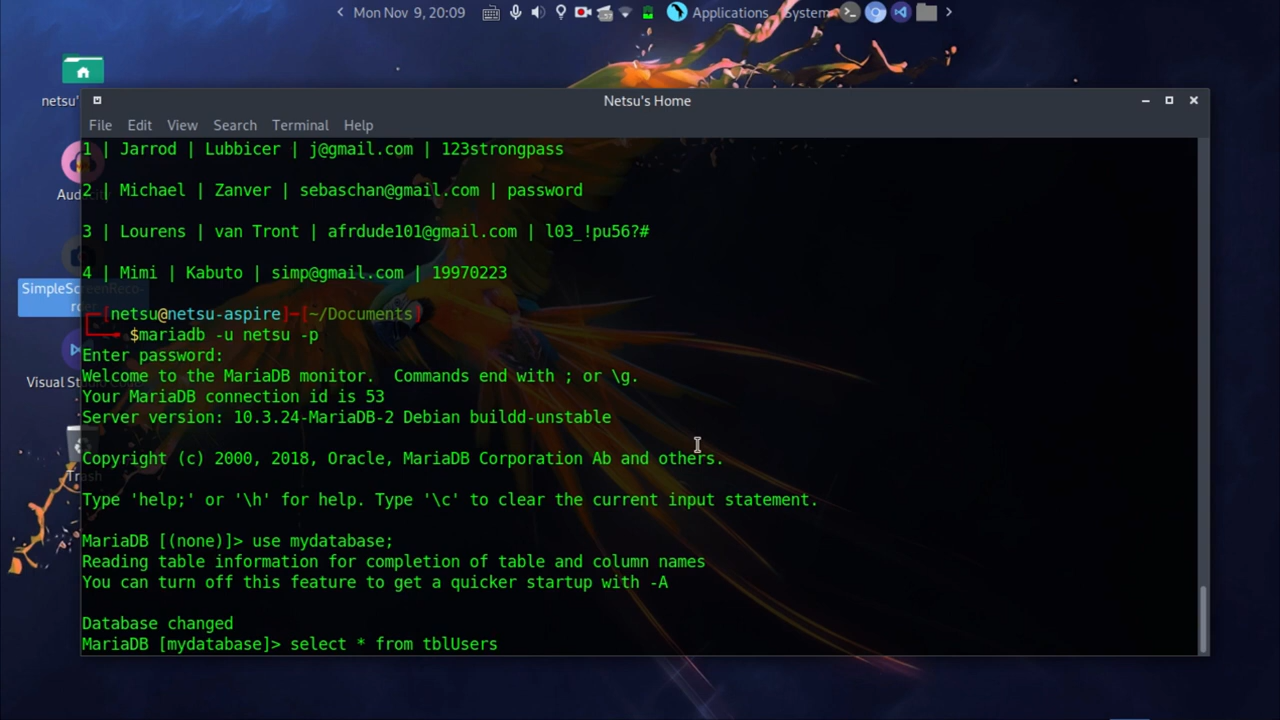 Mon Nov 9, 20:09
Applications
System
netsu'
Netsu's Home
File Edit View Search Terminal Help
1 | Jarrod | Lubbicer | j@gmail.com | 123strongpass
2 | Michael | Zanver | sebaschan@gmail.com | password
3 | Lourens | van Tront | afrdude101@gmail.com | l03_!pu56?#
4 | Mimi | Kabuto | simp@gmail.com | 19970223
[netsu@netsu-aspire]─[~/Documents]
$mariadb -u netsu -p
Enter password:
Welcome to the MariaDB monitor.  Commands end with ; or \g.
Your MariaDB connection id is 53
Server version: 10.3.24-MariaDB-2 Debian buildd-unstable
Copyright (c) 2000, 2018, Oracle, MariaDB Corporation Ab and others.
Type 'help;' or '\h' for help. Type '\c' to clear the current input statement.
MariaDB [(none)]> use mydatabase;
Reading table information for completion of table and column names
You can turn off this feature to get a quicker startup with -A
Database changed
MariaDB [mydatabase]> select * from tblUsers